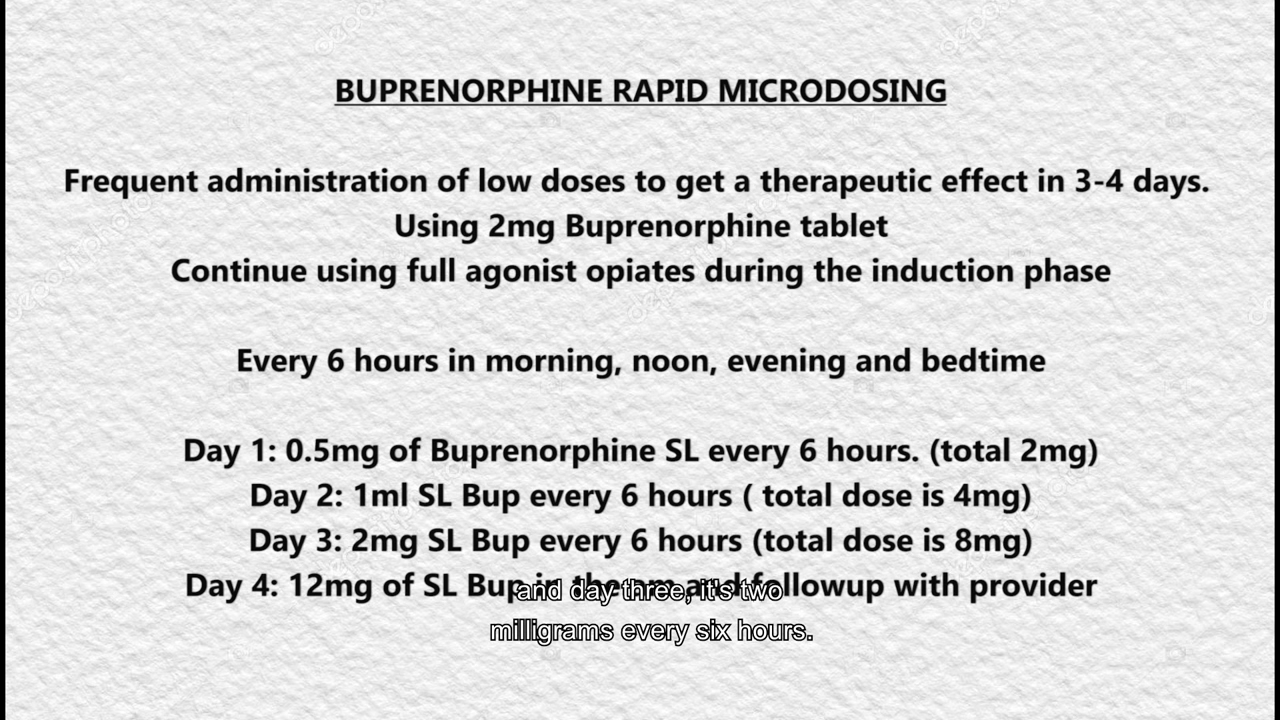 BUPRENORPHINE RAPID MICRODOSING
Frequent administration of low doses to get a therapeutic effect in 3-4 days.
Using 2mg Buprenorphine tablet
Continue using full agonist opiates during the induction phase
Every 6 hours in morning, noon, evening and bedtime
Day 1: 0.5mg of Buprenorphine SL every 6 hours. (total 2mg)
Day 2: 1ml SL Bup every 6 hours ( total dose is 4mg)
Day 3: 2mg SL Bup every 6 hours (total dose is 8mg)
Day 4: 12mg of SL Bup in the am and followup with provider
and day three, it's two
milligrams every six hours.